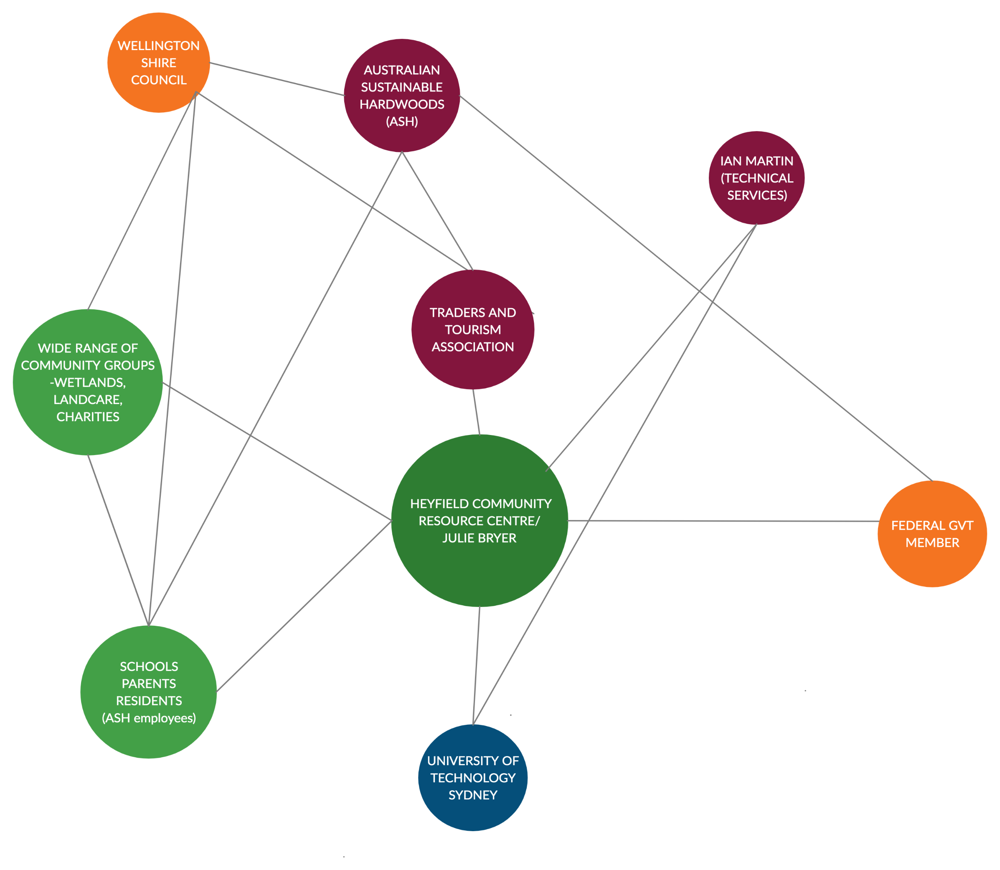 WELLINGTON
SHIRE
COUNCIL
AUSTRALIAN
SUSTAINABLE
HARDWOODS
(ASH)
IAN MARTIN
(TECHNICAL
SERVICES)
TRADERS AND
TOURISM
ASSOCIATION
WIDE RANGE OF
COMMUNITY GROUPS
-WETLANDS,
LANDCARE,
CHARITIES
HEYFIELD COMMUNITY
RESOURCE CENTRE/
JULIE BRYER
FEDERAL GVT
MEMBER
SCHOOLS
PARENTS
RESIDENTS
(ASH employees)
UNIVERSITY OF
TECHNOLOGY
SYDNEY